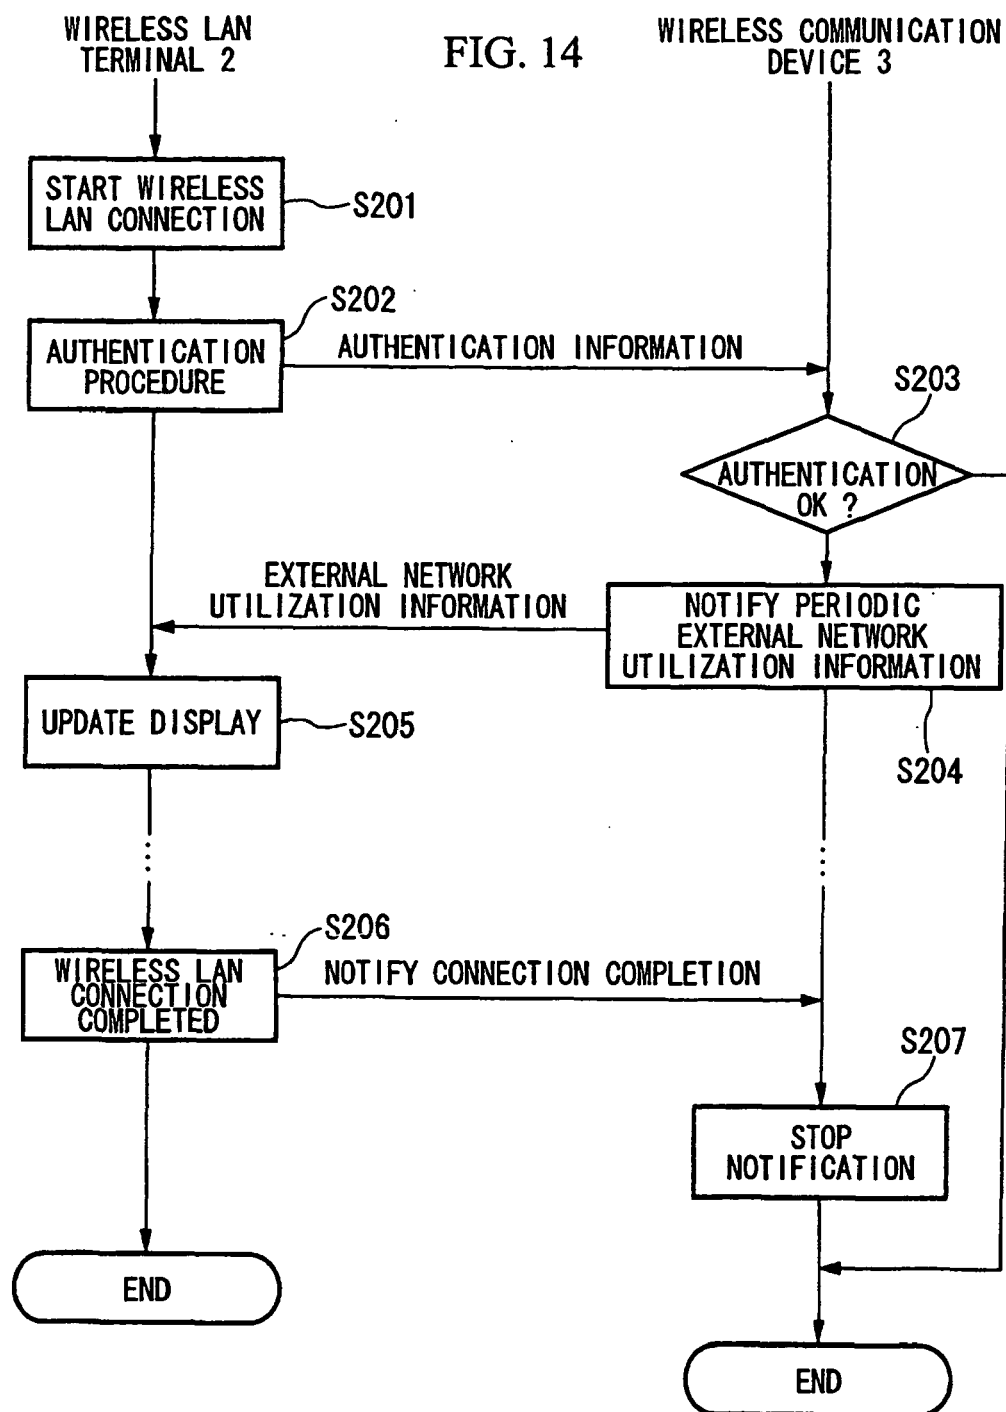 WIRELESS LAN
TERMINAL 2
FIG. 14
WIRELESS COMMUNICATION
DEVICE 3
START WIRELESS
LAN CONNECTION
S201
S202
AUTHENTICATION
PROCEDURE
AUTHENTICATION INFORMATION
S203
AUTHENTICATION
OK ?
EXTERNAL NETWORK
UTILIZATION INFORMATION
NOTIFY PERIODIC
EXTERNAL NETWORK
UTILIZATION INFORMATION
S204
UPDATE DISPLAY
S205
S206
WIRELESS LAN
CONNECTION
COMPLETED
NOTIFY CONNECTION COMPLETION
S207
STOP
NOTIFICATION
END
END